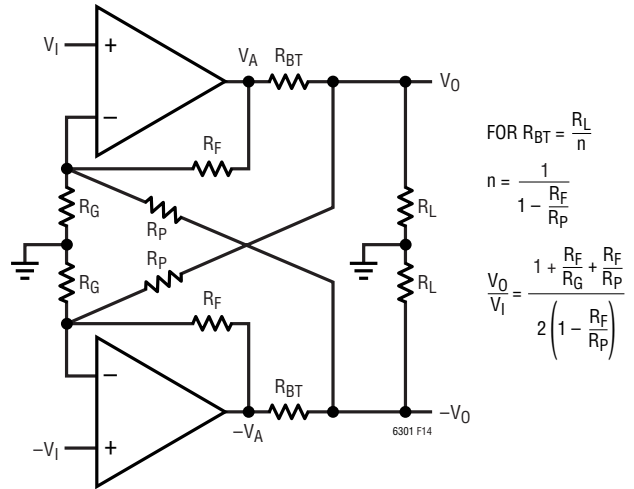 V_I
+
V_A
R_BT
V_O
−
R_F
R_G
R_P
R_L
R_P
R_G
R_L
R_F
−
R_BT
−V_I
+
−V_A
−V_O
6301 F14
FOR R_BT = R_L/n
n = 1/(1 − R_F/R_P)
V_O/V_I = (1 + R_F/R_G + R_F/R_P)/(2(1 − R_F/R_P))